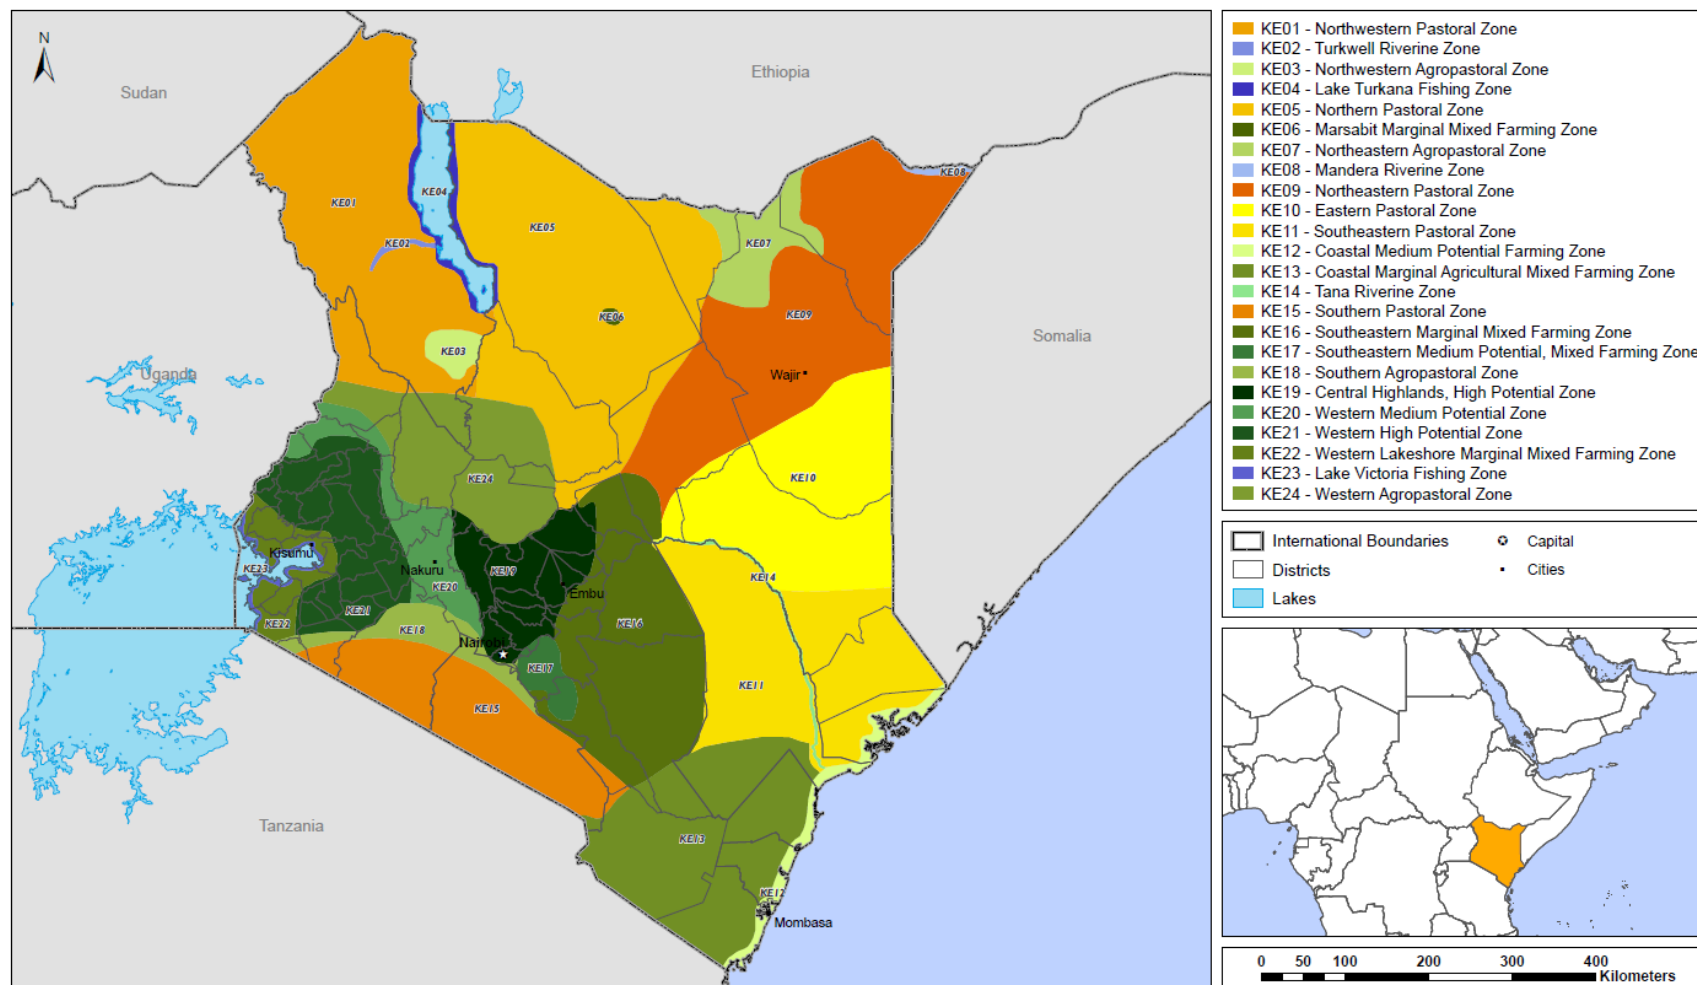 N
Sudan
Ethiopia
KE08
KE04
KE01
KE05
KE02
KE07
KE06
KE09
Somalia
KE03
Wajir
Uganda
KE24
KE10
Kisumu
KE23
Nakuru
KE19
KE14
KE20
Embu
KE21
KE22
KE18
KE16
Nairobi
KE17
KE11
KE15
Tanzania
KE13
KE12
Mombasa
KE01 - Northwestern Pastoral Zone
KE02 - Turkwell Riverine Zone
KE03 - Northwestern Agropastoral Zone
KE04 - Lake Turkana Fishing Zone
KE05 - Northern Pastoral Zone
KE06 - Marsabit Marginal Mixed Farming Zone
KE07 - Northeastern Agropastoral Zone
KE08 - Mandera Riverine Zone
KE09 - Northeastern Pastoral Zone
KE10 - Eastern Pastoral Zone
KE11 - Southeastern Pastoral Zone
KE12 - Coastal Medium Potential Farming Zone
KE13 - Coastal Marginal Agricultural Mixed Farming Zone
KE14 - Tana Riverine Zone
KE15 - Southern Pastoral Zone
KE16 - Southeastern Marginal Mixed Farming Zone
KE17 - Southeastern Medium Potential, Mixed Farming Zone
KE18 - Southern Agropastoral Zone
KE19 - Central Highlands, High Potential Zone
KE20 - Western Medium Potential Zone
KE21 - Western High Potential Zone
KE22 - Western Lakeshore Marginal Mixed Farming Zone
KE23 - Lake Victoria Fishing Zone
KE24 - Western Agropastoral Zone
International Boundaries
Capital
Districts
Cities
Lakes
0 50 100 200 300 400
Kilometers